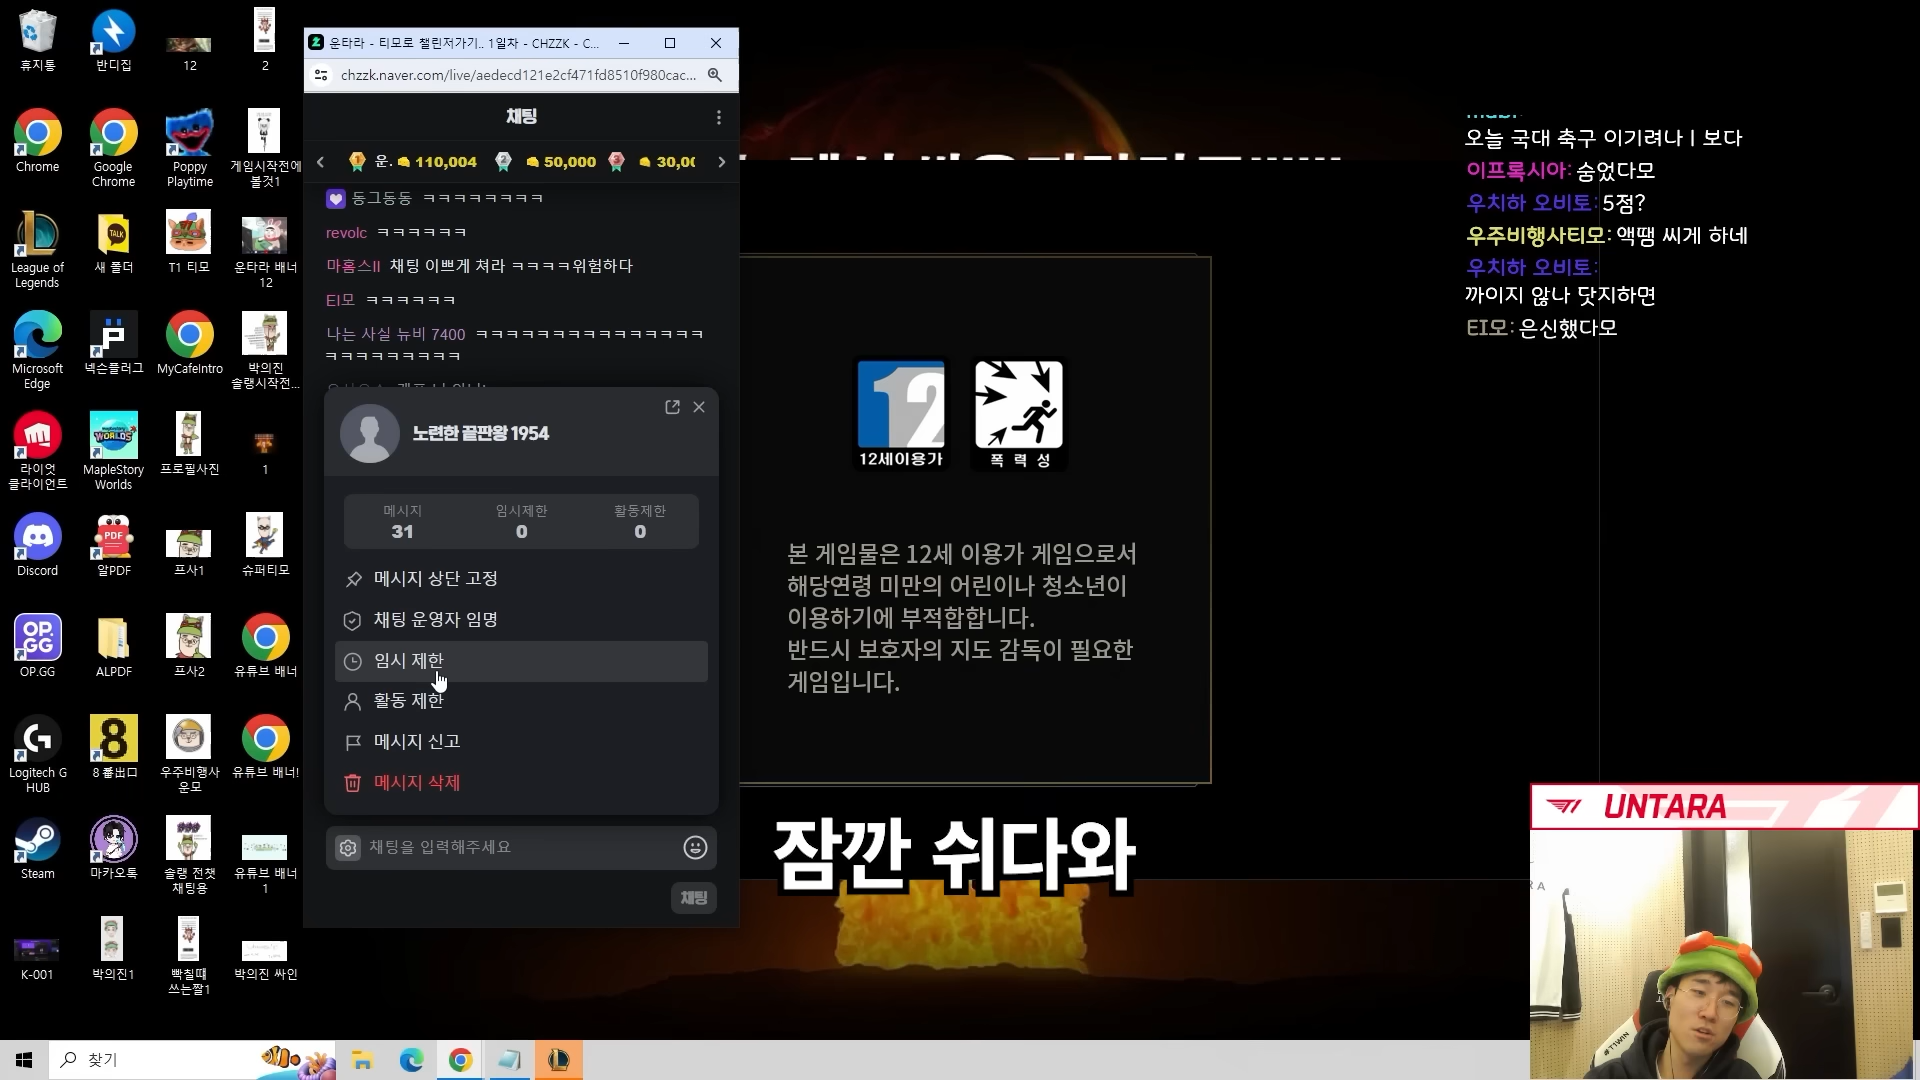 휴지통
반디집
12
2
Chrome
Google
Chrome
Poppy
Playtime
게임시작전에
볼것1
League of
Legends
새 폴더
TALK
T1 티모
운타라 배너
12
Microsoft
Edge
넥슨플러그
MyCafeIntro
박의진
솔랭시작전...
라이엇
클라이언트
MapleStory
Worlds
프로필사진
1
Discord
PDF
알PDF
프사1
슈퍼티모
OP.
GG
OP.GG
ALPDF
프사2
유튜브 배너
Logitech G
HUB
8
8番出口
우주비행사
운모
유튜브 배너!
Steam
마카오톡
솔랭 전챗
채팅용
유튜브 배너
1
K-001
박의진1
빡칠때
쓰는짤1
박의진 싸인
찾기
운타라 - 티모로 챌린저가기.. 1일차 - CHZZK - C...
chzzk.naver.com/live/aedecd121e2cf471fd8510f980cac...
채팅
1 운. 110,004 2 50,000 3 30,0
동그동동 ㅋㅋㅋㅋㅋㅋㅋㅋ
revolc ㅋㅋㅋㅋㅋㅋ
마홈스II 채팅 이쁘게 쳐라 ㅋㅋㅋㅋ위험하다
EI모 ㅋㅋㅋㅋㅋㅋ
나는 사실 뉴비 7400 ㅋㅋㅋㅋㅋㅋㅋㅋㅋㅋㅋㅋㅋㅋㅋ
ㅋㅋㅋㅋㅋㅋㅋㅋㅋ
노련한 끝판왕 1954
메시지 임시제한 활동제한
31 0 0
메시지 상단 고정
채팅 운영자 임명
임시 제한
활동 제한
메시지 신고
메시지 삭제
채팅을 입력해주세요
채팅
12
12세이용가
폭 력 성
본 게임물은 12세 이용가 게임으로서
해당연령 미만의 어린이나 청소년이
이용하기에 부적합합니다.
반드시 보호자의 지도 감독이 필요한
게임입니다.
잠깐 쉬다와
오늘 국대 축구 이기려나ㅣ보다
이프록시아: 숨었다모
우치하 오비토: 5점?
우주비행사티모: 액땜 씨게 하네
우치하 오비토:
까이지 않나 닷지하면
EI모: 은신했다모
UNTARA